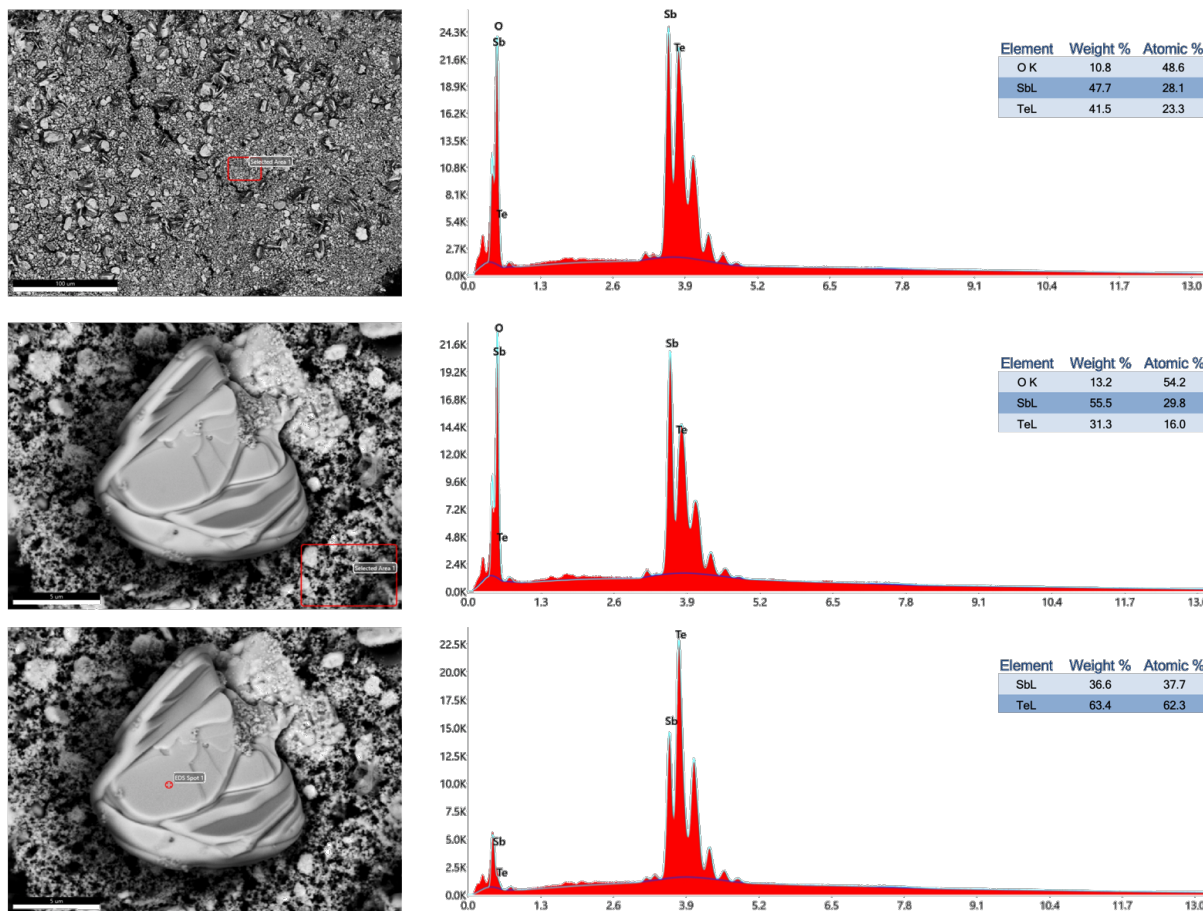 Selected Area 1
100 um
O
Sb
Te
Sb
Te
24.3K
21.6K
18.9K
16.2K
13.5K
10.8K
8.1K
5.4K
2.7K
0.0K
0.0 1.3 2.6 3.9 5.2 6.5 7.8 9.1 10.4 11.7 13.0
Element Weight % Atomic %
O K 10.8 48.6
SbL 47.7 28.1
TeL 41.5 23.3
Selected Area 1
5 um
O
Sb
Te
Sb
Te
21.6K
19.2K
16.8K
14.4K
12.0K
9.6K
7.2K
4.8K
2.4K
0.0K
0.0 1.3 2.6 3.9 5.2 6.5 7.8 9.1 10.4 11.7 13.0
Element Weight % Atomic %
O K 13.2 54.2
SbL 55.5 29.8
TeL 31.3 16.0
EDS Spot 1
5 um
Sb
Te
Sb
Te
22.5K
20.0K
17.5K
15.0K
12.5K
10.0K
7.5K
5.0K
2.5K
0.0K
0.0 1.3 2.6 3.9 5.2 6.5 7.8 9.1 10.4 11.7 13.0
Element Weight % Atomic %
SbL 36.6 37.7
TeL 63.4 62.3